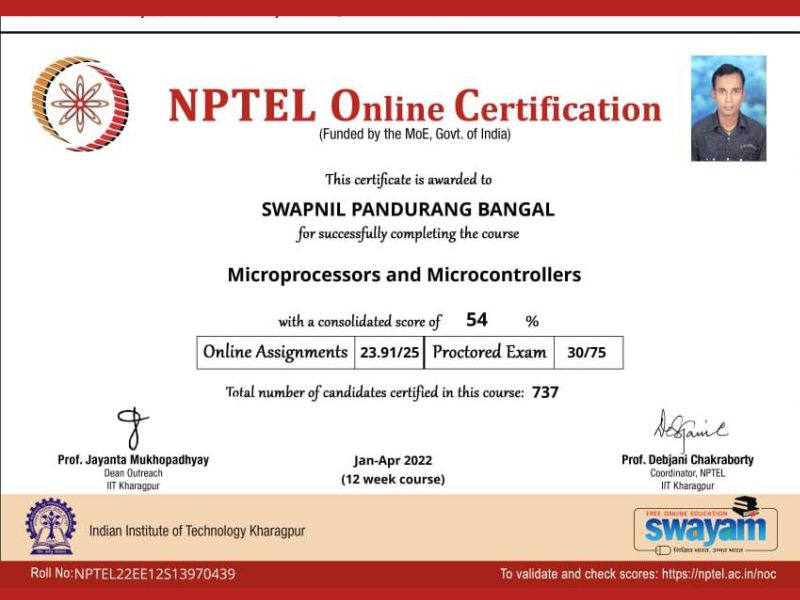 NPTEL Online Certification
(Funded by the MoE, Govt. of India)
This certificate is awarded to
SWAPNIL PANDURANG BANGAL
for successfully completing the course
Microprocessors and Microcontrollers
with a consolidated score of 54 %
Online Assignments 23.91/25 Proctored Exam 30/75
Total number of candidates certified in this course: 737
Prof. Jayanta Mukhopadhyay
Dean Outreach
IIT Kharagpur
Jan-Apr 2022
(12 week course)
Prof. Debjani Chakraborty
Coordinator, NPTEL
IIT Kharagpur
Indian Institute of Technology Kharagpur
FREE ONLINE EDUCATION
swayam
शिक्षित भारत, उन्नत भारत
Roll No: NPTEL22EE12S13970439
To validate and check scores: https://nptel.ac.in/noc